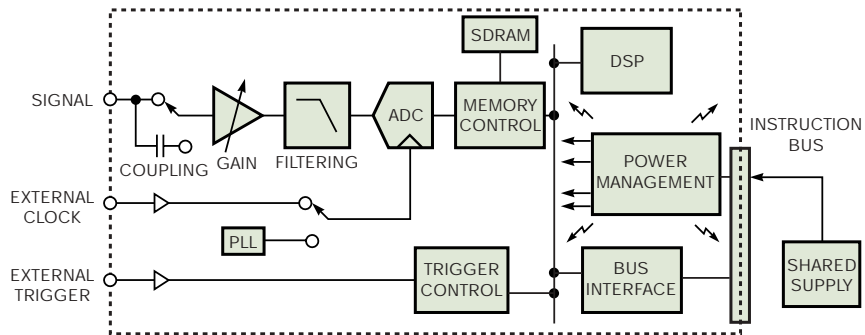 SDRAM
DSP
SIGNAL
ADC
MEMORY
CONTROL
COUPLING
GAIN
FILTERING
INSTRUCTION
BUS
POWER
MANAGEMENT
EXTERNAL
CLOCK
PLL
EXTERNAL
TRIGGER
TRIGGER
CONTROL
BUS
INTERFACE
SHARED
SUPPLY